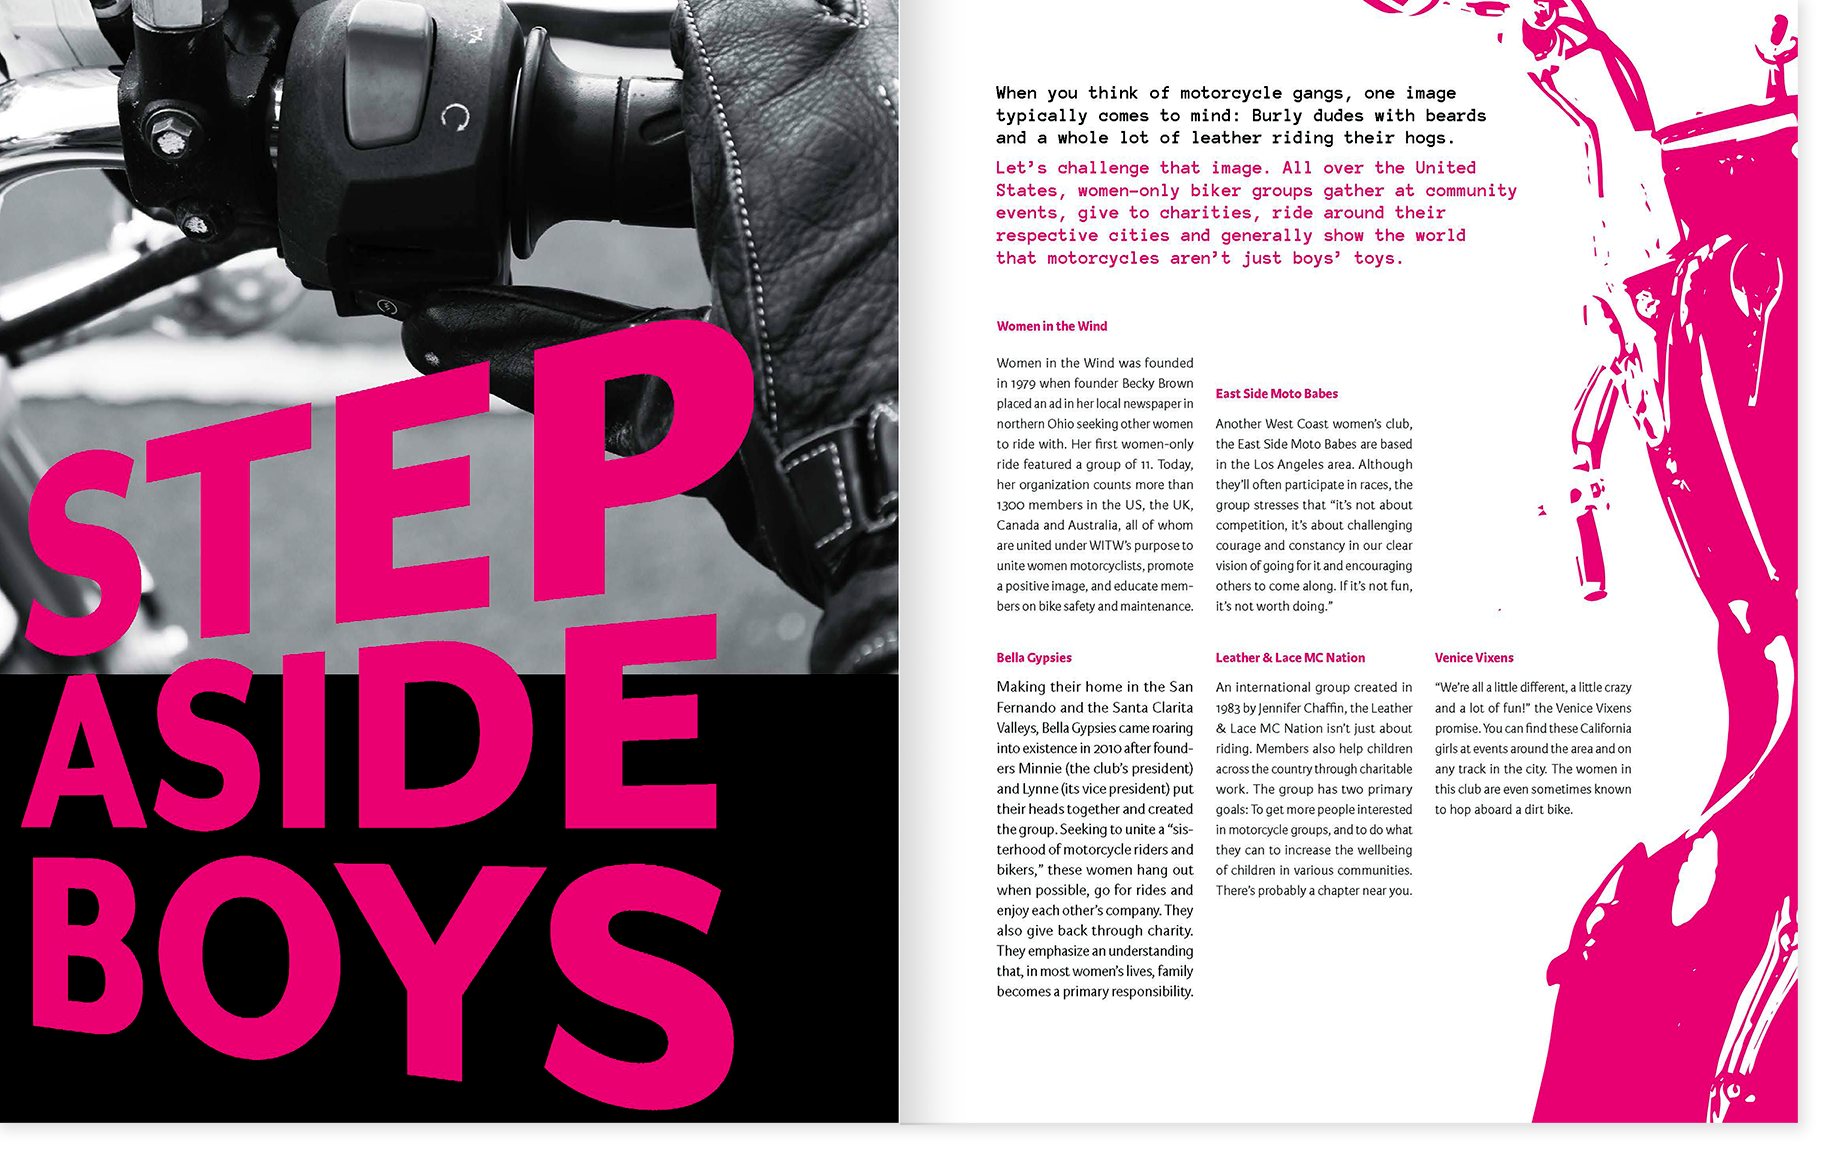 STEP
ASIDE
BOYS
When you think of motorcycle gangs, one image
typically comes to mind: Burly dudes with beards
and a whole lot of leather riding their hogs.
Let's challenge that image. All over the United
States, women-only biker groups gather at community
events, give to charities, ride around their
respective cities and generally show the world
that motorcycles aren't just boys' toys.
Women in the Wind
Women in the Wind was founded
in 1979 when founder Becky Brown
placed an ad in her local newspaper in
northern Ohio seeking other women
to ride with. Her first women-only
ride featured a group of 11. Today,
her organization counts more than
1300 members in the US, the UK,
Canada and Australia, all of whom
are united under WITW's purpose to
unite women motorcyclists, promote
a positive image, and educate mem-
bers on bike safety and maintenance.
East Side Moto Babes
Another West Coast women's club,
the East Side Moto Babes are based
in the Los Angeles area. Although
they'll often participate in races, the
group stresses that “it's not about
competition, it's about challenging
courage and constancy in our clear
vision of going for it and encouraging
others to come along. If it's not fun,
it's not worth doing.”
Bella Gypsies
Making their home in the San
Fernando and the Santa Clarita
Valleys, Bella Gypsies came roaring
into existence in 2010 after found-
ers Minnie (the club's president)
and Lynne (its vice president) put
their heads together and created
the group. Seeking to unite a “sis-
terhood of motorcycle riders and
bikers,” these women hang out
when possible, go for rides and
enjoy each other's company. They
also give back through charity.
They emphasize an understanding
that, in most women's lives, family
becomes a primary responsibility.
Leather & Lace MC Nation
An international group created in
1983 by Jennifer Chaffin, the Leather
& Lace MC Nation isn't just about
riding. Members also help children
across the country through charitable
work. The group has two primary
goals: To get more people interested
in motorcycle groups, and to do what
they can to increase the wellbeing
of children in various communities.
There's probably a chapter near you.
Venice Vixens
“We're all a little different, a little crazy
and a lot of fun!” the Venice Vixens
promise. You can find these California
girls at events around the area and on
any track in the city. The women in
this club are even sometimes known
to hop aboard a dirt bike.